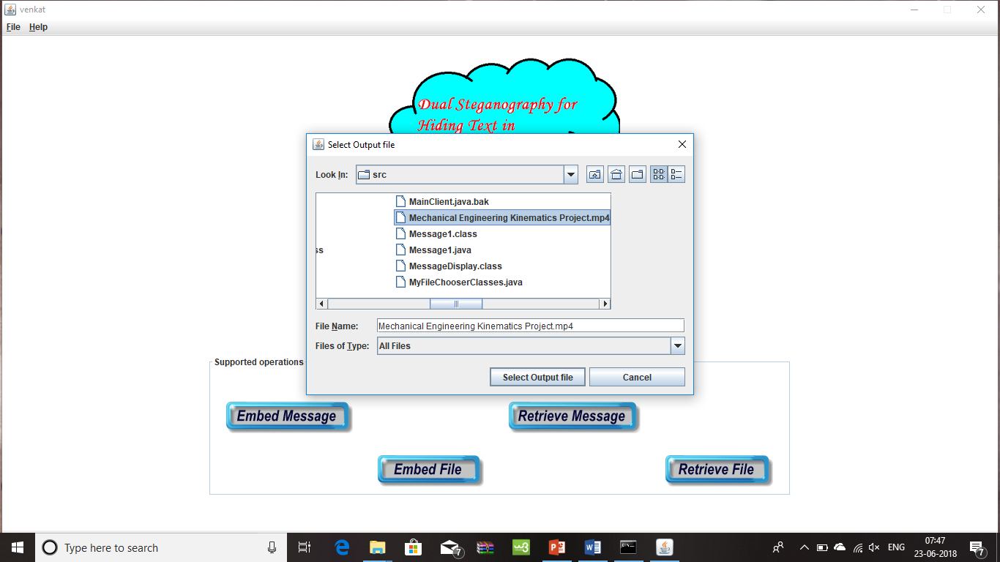 venkat
File Help
Dual Steganography for
Hiding Text in
Select Output file
Look In: src
MainClient.java.bak
Mechanical Engineering Kinematics Project.mp4
Message1.class
ss Message1.java
MessageDisplay.class
MyFileChooserClasses.java
File Name: Mechanical Engineering Kinematics Project.mp4
Files of Type: All Files
Select Output file Cancel
Supported operations
Embed Message Retrieve Message
Embed File Retrieve File
Type here to search
7
w3
ENG
07:47
23-06-2018
7